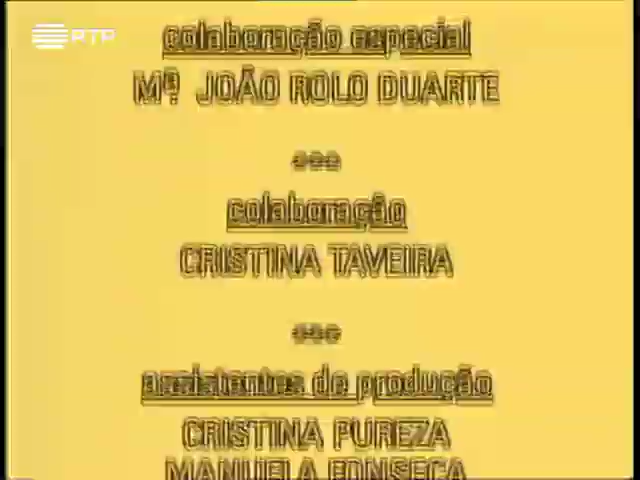 RTP
colaboração especial
Mª JOÃO ROLO DUARTE
colaboração
CRISTINA TAVEIRA
assistentes de produção
CRISTINA PUREZA
MANUELA FONSECA